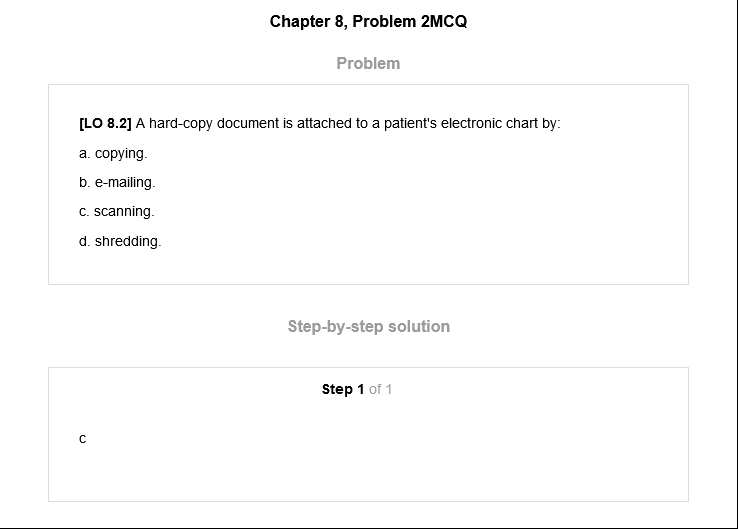 Chapter 8, Problem 2MCQ
Problem
[LO 8.2] A hard-copy document is attached to a patient's electronic chart by:
a. copying.
b. e-mailing.
c. scanning.
d. shredding.
Step-by-step solution
Step 1 of 1
c